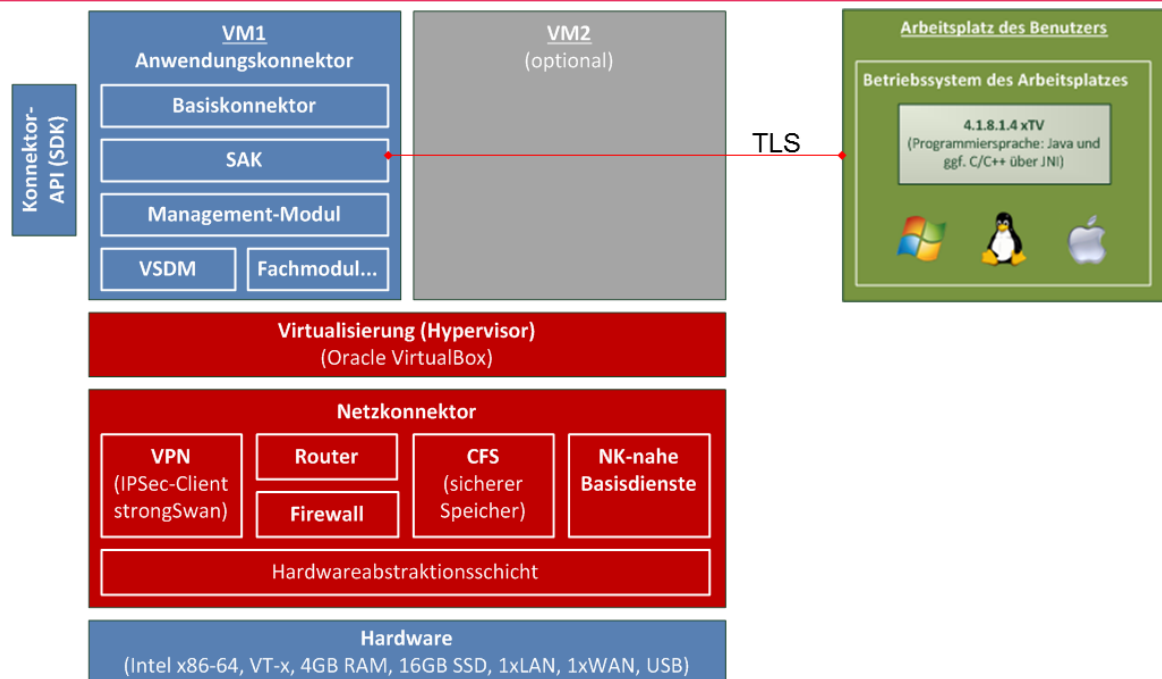 Konnektor-
API (SDK)
VM1
Anwendungskonnektor
Basiskonnektor
SAK
Management-Modul
VSDM
Fachmodul...
VM2
(optional)
TLS
Arbeitsplatz des Benutzers
Betriebssystem des Arbeitsplatzes
4.1.8.1.4 xTV
(Programmiersprache: Java und
ggf. C/C++ über JNI)
Virtualisierung (Hypervisor)
(Oracle VirtualBox)
Netzkonnektor
VPN
(IPSec-Client
strongSwan)
Router
Firewall
CFS
(sicherer
Speicher)
NK-nahe
Basisdienste
Hardwareabstraktionsschicht
Hardware
(Intel x86-64, VT-x, 4GB RAM, 16GB SSD, 1xLAN, 1xWAN, USB)